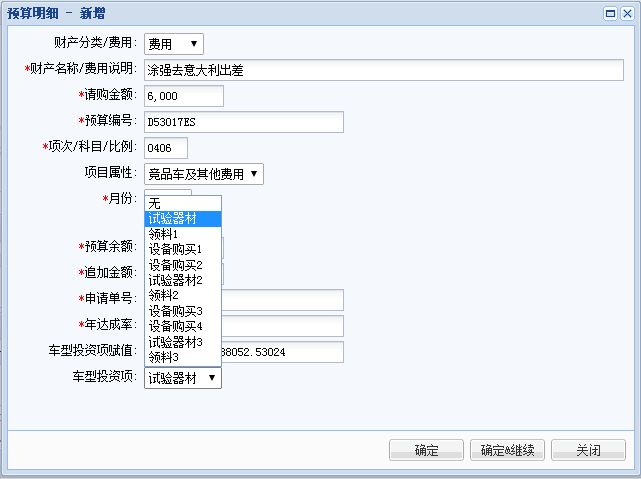 预算明细 - 新增
财产分类/费用: 费用
*财产名称/费用说明: 涂强去意大利出差
*请购金额: 6,000
*预算编号: D53017ES
*项次/科目/比例: 0406
项目属性: 竟品车及其他费用
*月份:
无
试验器材
领料1
*预算余额: 设备购买1
设备购买2
*追加金额: 试验器材2
*申请单号: 领料2
设备购买3
*年达成率: 设备购买4
试验器材3
车型投资项赋值: 领料3 38052.53024
车型投资项: 试验器材
确定 确定&继续 关闭